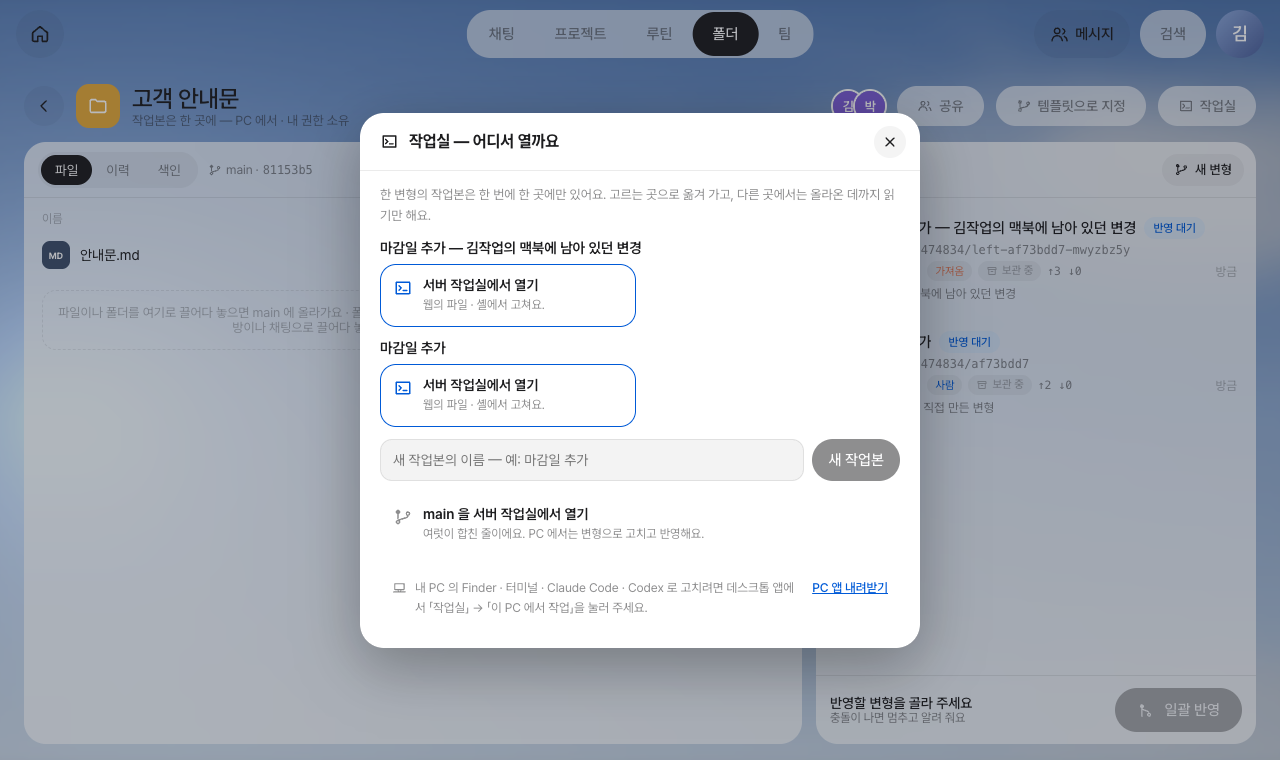 채팅
프로젝트
루틴
폴더
팀
메시지
검색
김
고객 안내문
작업본은 한 곳에 — PC 에서 · 내 권한 소유
김
박
공유
템플릿으로 지정
작업실
파일
이력
색인
main · 81153b5
새 변형
이름
MD
안내문.md
파일이나 폴더를 여기로 끌어다 놓으면 main 에 올라가요 ·
방이나 채팅으로 끌어다
작업실 — 어디서 열까요
한 변형의 작업본은 한 번에 한 곳에만 있어요. 고르는 곳으로 옮겨 가고, 다른 곳에서는 올라온 데까지 읽
기만 해요.
마감일 추가 — 김작업의 맥북에 남아 있던 변경
서버 작업실에서 열기
웹의 파일 · 셸에서 고쳐요.
마감일 추가
서버 작업실에서 열기
웹의 파일 · 셸에서 고쳐요.
새 작업본의 이름 — 예: 마감일 추가
새 작업본
main 을 서버 작업실에서 열기
여럿이 합친 줄이에요. PC 에서는 변형으로 고치고 반영해요.
내 PC 의 Finder · 터미널 · Claude Code · Codex 로 고치려면 데스크톱 앱에
서 「작업실」 → 「이 PC 에서 작업」을 눌러 주세요.
PC 앱 내려받기
가 — 김작업의 맥북에 남아 있던 변경
반영 대기
474834/left-af73bdd7-mwyzbz5y
가져옴
보관 중
↑3 ↓0
방금
북에 남아 있던 변경
가
반영 대기
474834/af73bdd7
사람
보관 중
↑2 ↓0
방금
직접 만든 변형
반영할 변형을 골라 주세요
충돌이 나면 멈추고 알려 줘요
일괄 반영